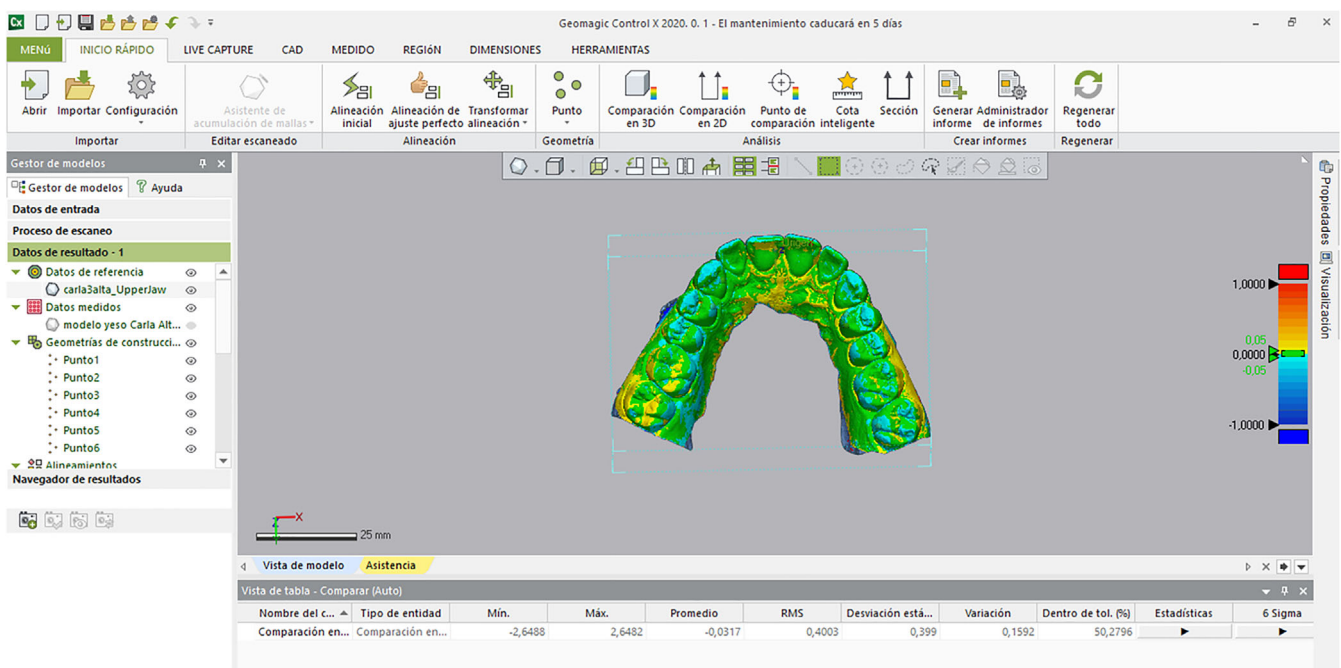 Cx
Geomagic Control X 2020. 0. 1 - El mantenimiento caducará en 5 días
MENú INICIO RÁPIDO LIVE CAPTURE CAD MEDIDO REGIóN DIMENSIONES HERRAMIENTAS
Abrir Importar Configuración
Asistente de
acumulación de mallas
Alineación
inicial
Alineación de
ajuste perfecto
Transformar
alineación
Punto
Comparación
en 3D
Comparación
en 2D
Punto de
comparación
Cota
inteligente
Sección
Generar
informe
Administrador
de informes
Regenerar
todo
Importar Editar escaneado Alineación Geometría Análisis Crear informes Regenerar
Gestor de modelos
Gestor de modelos Ayuda
Datos de entrada
Proceso de escaneo
Datos de resultado - 1
Datos de referencia
carla3alta_UpperJaw
Datos medidos
modelo yeso Carla Alt...
Geometrías de construcci...
Punto1
Punto2
Punto3
Punto4
Punto5
Punto6
Alineamientos
Navegador de resultados
Z X
25 mm
1,0000
0,05
0,0000
-0,05
-1,0000
Propiedades
Visualización
Vista de modelo Asistencia
Vista de tabla - Comparar (Auto)
Nombre del c... Tipo de entidad Mín. Máx. Promedio RMS Desviación está... Variación Dentro de tol. (%) Estadísticas 6 Sigma
Comparación en... Comparación en... -2,6488 2,6482 -0,0317 0,4003 0,399 0,1592 50,2796